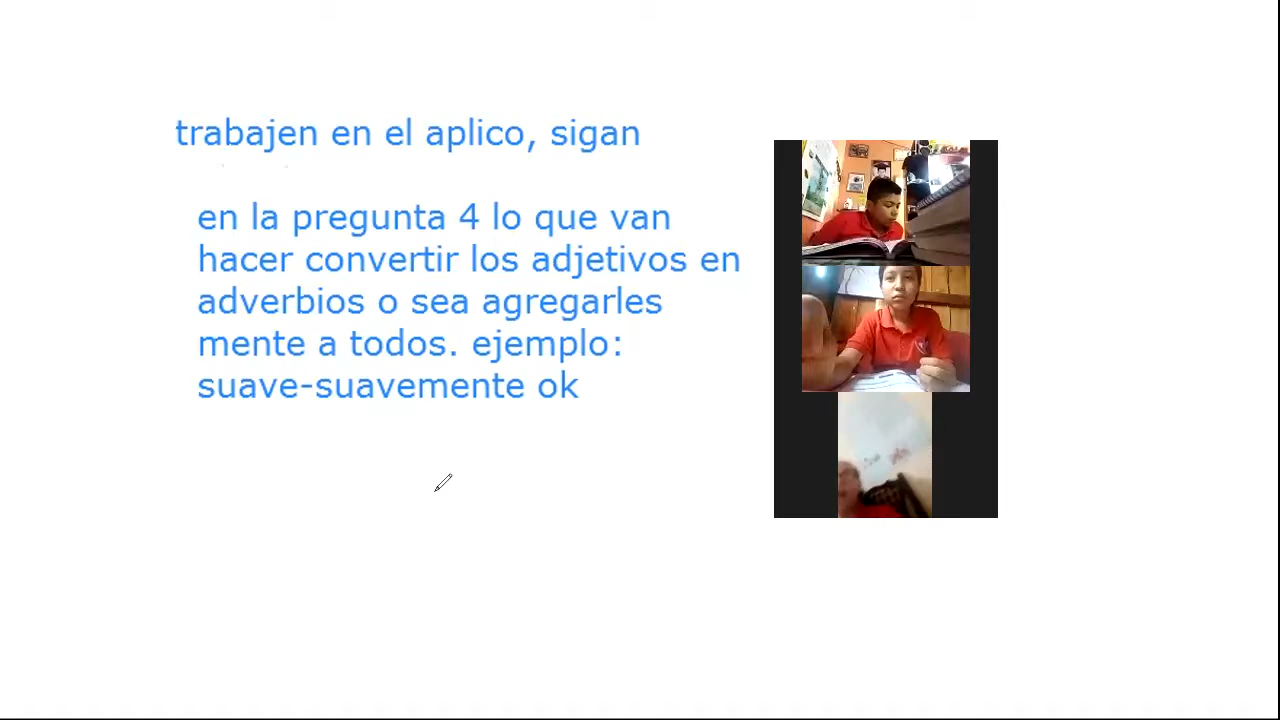 trabajen en el aplico, sigan
en la pregunta 4 lo que van
hacer convertir los adjetivos en
adverbios o sea agregarles
mente a todos. ejemplo:
suave-suavemente ok